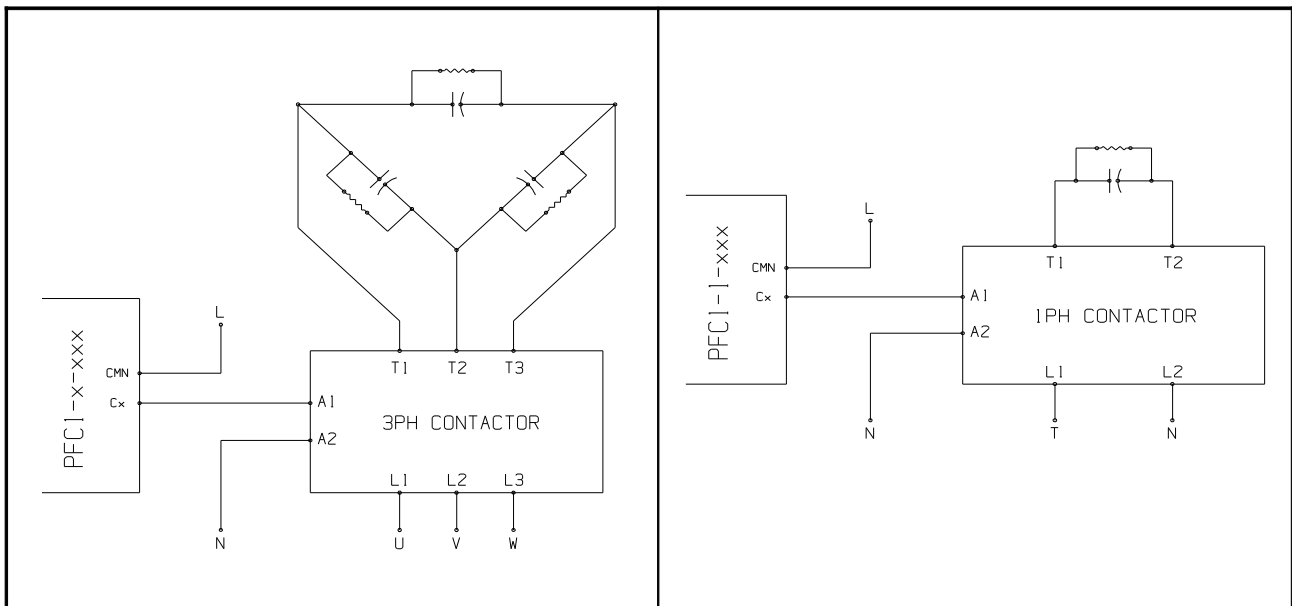 L
PFC1-x-xxx
CMN
Cx
N
T1 T2 T3
A1
A2
3PH CONTACTOR
L1 L2 L3
U V W
L
PFC1-1-xxx
CMN
Cx
N
T1 T2
A1
A2
1PH CONTACTOR
L1 L2
T N